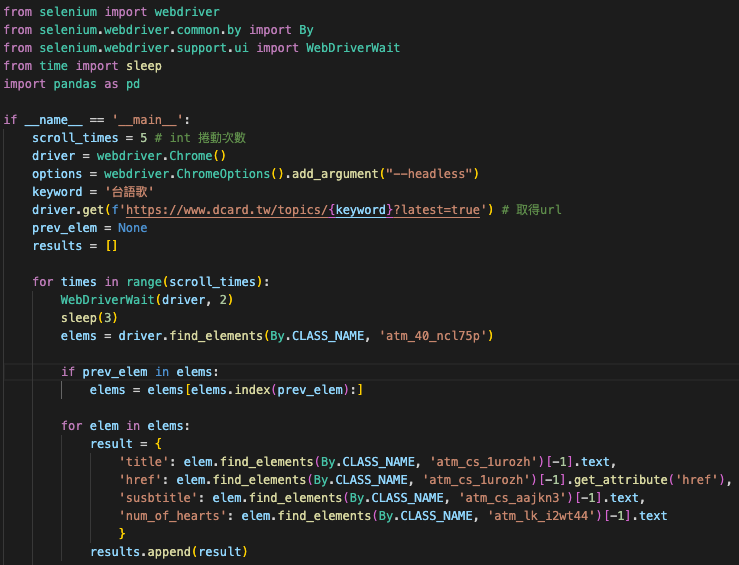 from selenium import webdriver
from selenium.webdriver.common.by import By
from selenium.webdriver.support.ui import WebDriverWait
from time import sleep
import pandas as pd
if __name__ == '__main__':
    scroll_times = 5 # int 捲動次數
    driver = webdriver.Chrome()
    options = webdriver.ChromeOptions().add_argument("--headless")
    keyword = '台語歌'
    driver.get(f'https://www.dcard.tw/topics/{keyword}?latest=true') # 取得url
    prev_elem = None
    results = []
    for times in range(scroll_times):
        WebDriverWait(driver, 2)
        sleep(3)
        elems = driver.find_elements(By.CLASS_NAME, 'atm_40_ncl75p')
        if prev_elem in elems:
            elems = elems[elems.index(prev_elem):]
        for elem in elems:
            result = {
                'title': elem.find_elements(By.CLASS_NAME, 'atm_cs_1urozh')[-1].text,
                'href': elem.find_elements(By.CLASS_NAME, 'atm_cs_1urozh')[-1].get_attribute('href'),
                'susbtitle': elem.find_elements(By.CLASS_NAME, 'atm_cs_aajkn3')[-1].text,
                'num_of_hearts': elem.find_elements(By.CLASS_NAME, 'atm_lk_i2wt44')[-1].text
                }
            results.append(result)